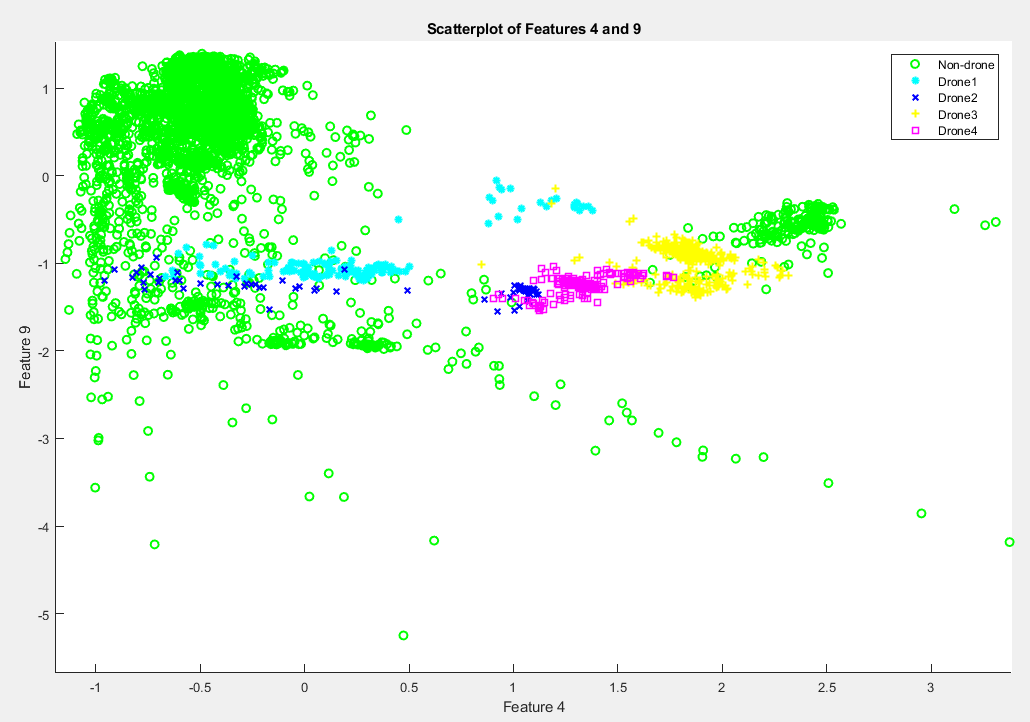 Scatterplot of Features 4 and 9
Non-drone
Drone1
Drone2
Drone3
Drone4
1
0
-1
-2
-3
-4
-5
Feature 9
-1
-0.5
0
0.5
1
1.5
2
2.5
3
Feature 4